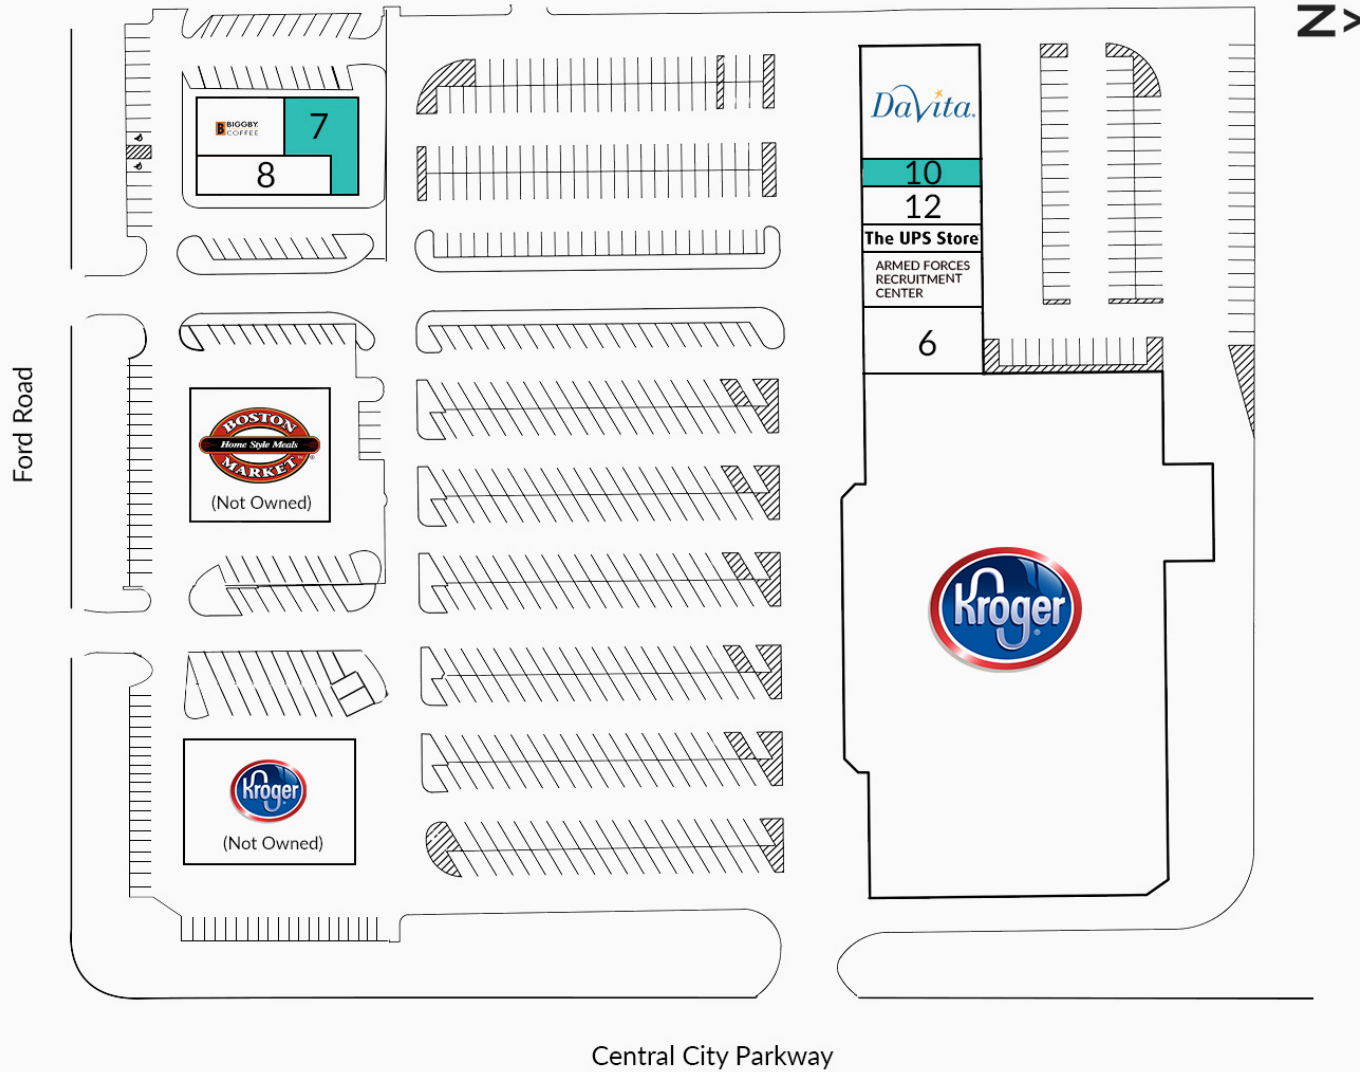 Z
BIGGBY
COFFEE
7
8
DaVita.
10
12
The UPS Store
ARMED FORCES
RECRUITMENT
CENTER
6
Ford Road
BOSTON
Home Style Meals
MARKET
(Not Owned)
Kroger
Kroger
(Not Owned)
Central City Parkway